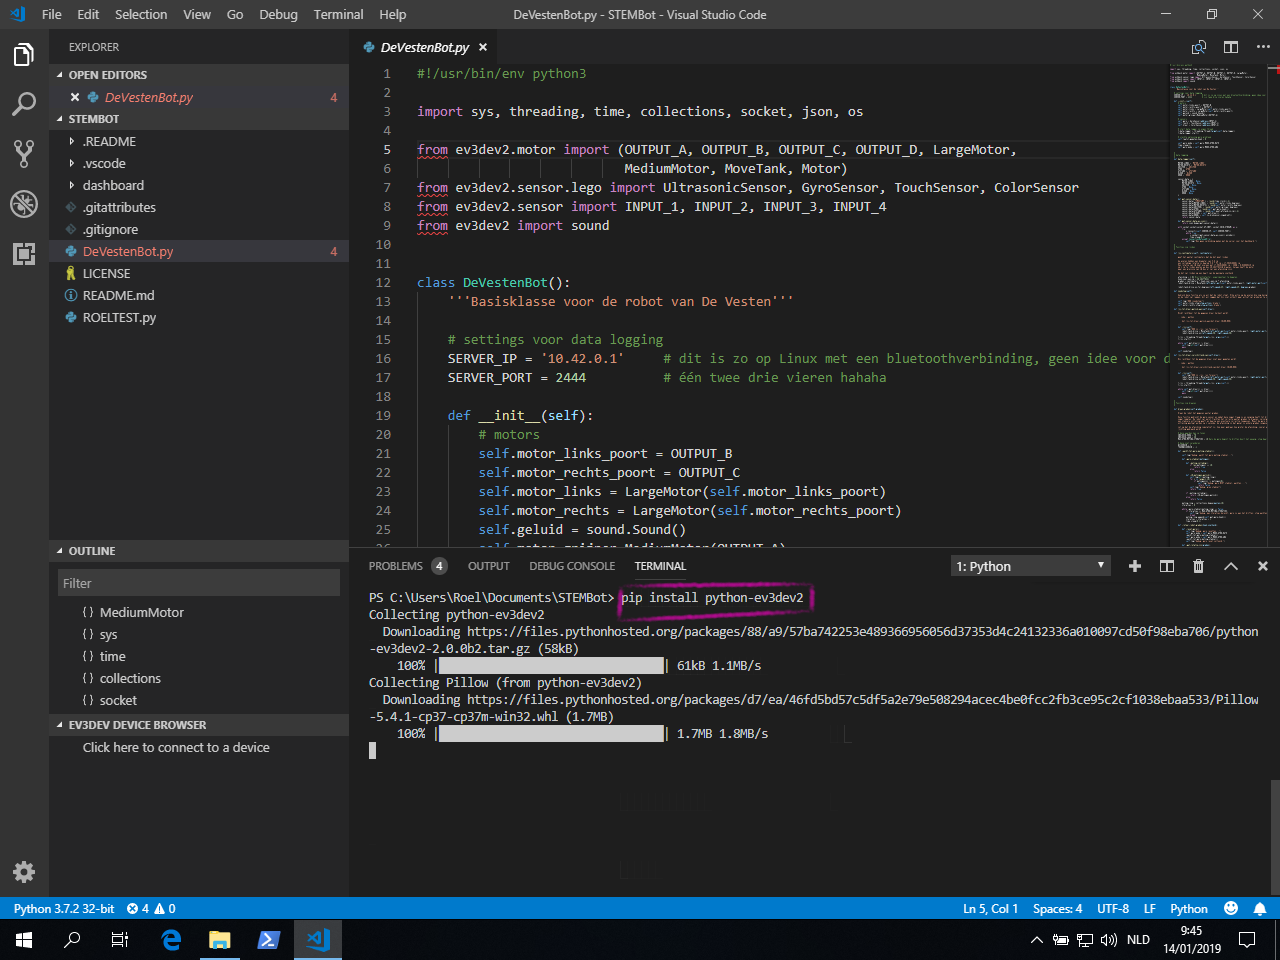 File Edit Selection View Go Debug Terminal Help
DeVestenBot.py - STEMBot - Visual Studio Code
EXPLORER
OPEN EDITORS
DeVestenBot.py 4
STEMBOT
.README
.vscode
dashboard
.gitattributes
.gitignore
DeVestenBot.py 4
LICENSE
README.md
ROELTEST.py
OUTLINE
Filter
{ } MediumMotor
{ } sys
{ } time
{ } collections
{ } socket
EV3DEV DEVICE BROWSER
Click here to connect to a device
DeVestenBot.py
1 #!/usr/bin/env python3
2
3 import sys, threading, time, collections, socket, json, os
4
5 from ev3dev2.motor import (OUTPUT_A, OUTPUT_B, OUTPUT_C, OUTPUT_D, LargeMotor,
6 MediumMotor, MoveTank, Motor)
7 from ev3dev2.sensor.lego import UltrasonicSensor, GyroSensor, TouchSensor, ColorSensor
8 from ev3dev2.sensor import INPUT_1, INPUT_2, INPUT_3, INPUT_4
9 from ev3dev2 import sound
10
11
12 class DeVestenBot():
13 '''Basisklasse voor de robot van De Vesten'''
14
15 # settings voor data logging
16 SERVER_IP = '10.42.0.1' # dit is zo op Linux met een bluetoothverbinding, geen idee voor d
17 SERVER_PORT = 2444 # één twee drie vieren hahaha
18
19 def __init__(self):
20 # motors
21 self.motor_links_poort = OUTPUT_B
22 self.motor_rechts_poort = OUTPUT_C
23 self.motor_links = LargeMotor(self.motor_links_poort)
24 self.motor_rechts = LargeMotor(self.motor_rechts_poort)
25 self.geluid = sound.Sound()
PROBLEMS 4 OUTPUT DEBUG CONSOLE TERMINAL 1: Python
PS C:\Users\Roel\Documents\STEMBot> pip install python-ev3dev2
Collecting python-ev3dev2
Downloading https://files.pythonhosted.org/packages/88/a9/57ba742253e489366956056d37353d4c24132336a010097cd50f98eba706/python
-ev3dev2-2.0.0b2.tar.gz (58kB)
100% || 61kB 1.1MB/s
Collecting Pillow (from python-ev3dev2)
Downloading https://files.pythonhosted.org/packages/d7/ea/46fd5bd57c5df5a2e79e508294acec4be0fcc2fb3ce95c2cf1038ebaa533/Pillow
-5.4.1-cp37-cp37m-win32.whl (1.7MB)
100% || 1.7MB 1.8MB/s
Python 3.7.2 32-bit 4 0 Ln 5, Col 1 Spaces: 4 UTF-8 LF Python
NLD
9:45
14/01/2019